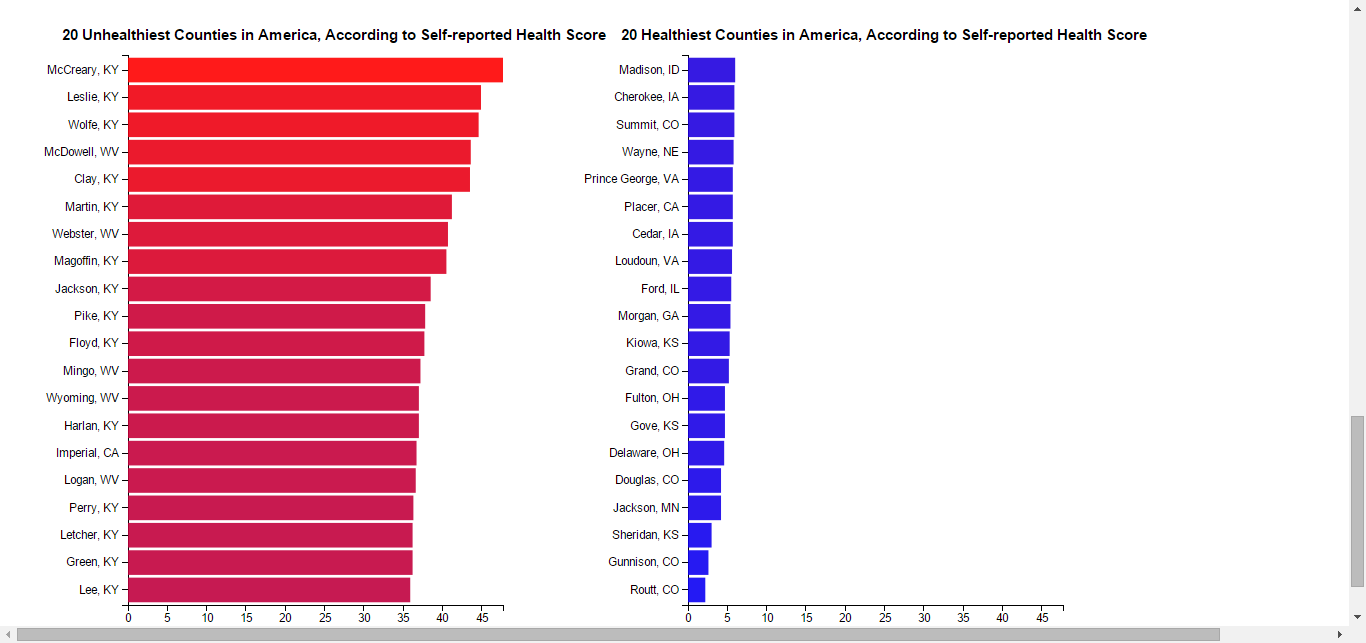 20 Unhealthiest Counties in America, According to Self-reported Health Score
McCreary, KY
Leslie, KY
Wolfe, KY
McDowell, WV
Clay, KY
Martin, KY
Webster, WV
Magoffin, KY
Jackson, KY
Pike, KY
Floyd, KY
Mingo, WV
Wyoming, WV
Harlan, KY
Imperial, CA
Logan, WV
Perry, KY
Letcher, KY
Green, KY
Lee, KY
0 5 10 15 20 25 30 35 40 45
20 Healthiest Counties in America, According to Self-reported Health Score
Madison, ID
Cherokee, IA
Summit, CO
Wayne, NE
Prince George, VA
Placer, CA
Cedar, IA
Loudoun, VA
Ford, IL
Morgan, GA
Kiowa, KS
Grand, CO
Fulton, OH
Gove, KS
Delaware, OH
Douglas, CO
Jackson, MN
Sheridan, KS
Gunnison, CO
Routt, CO
0 5 10 15 20 25 30 35 40 45